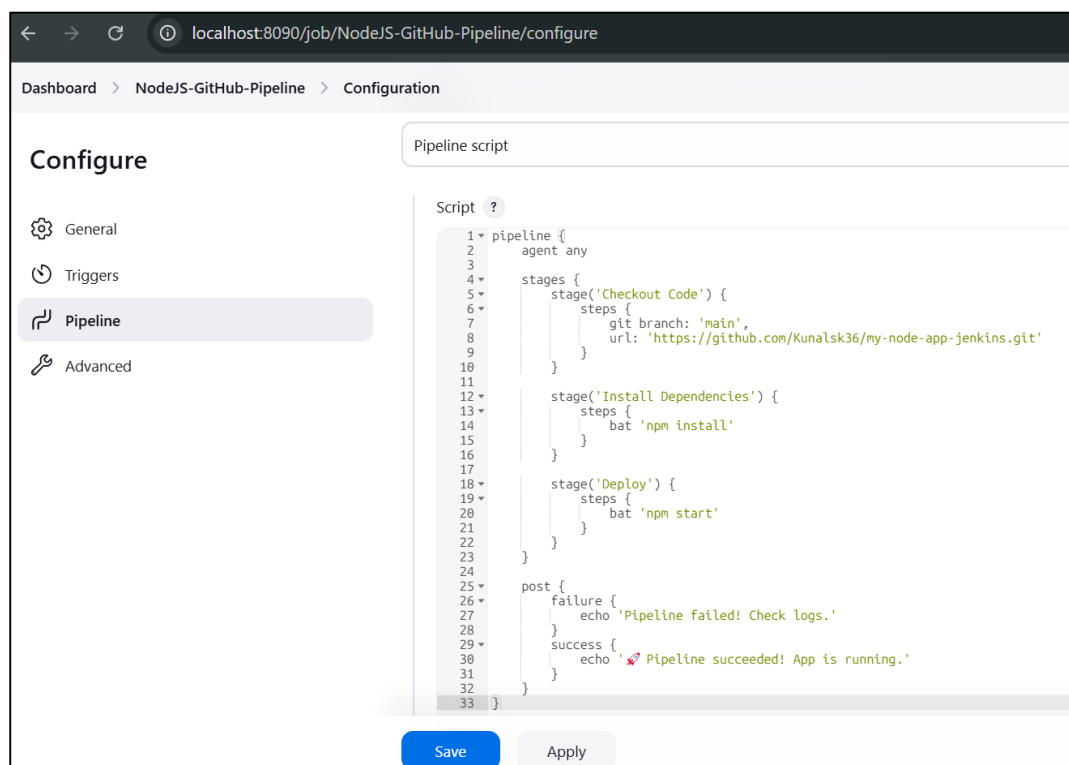 localhost:8090/job/NodeJS-GitHub-Pipeline/configure
Dashboard > NodeJS-GitHub-Pipeline > Configuration
Configure
General
Triggers
Pipeline
Advanced
Pipeline script
Script ?
1 pipeline {
2     agent any
3
4     stages {
5         stage('Checkout Code') {
6             steps {
7                 git branch: 'main',
8                 url: 'https://github.com/Kunalsk36/my-node-app-jenkins.git'
9             }
10         }
11
12         stage('Install Dependencies') {
13             steps {
14                 bat 'npm install'
15             }
16         }
17
18         stage('Deploy') {
19             steps {
20                 bat 'npm start'
21             }
22         }
23     }
24
25     post {
26         failure {
27             echo 'Pipeline failed! Check logs.'
28         }
29         success {
30             echo '🚀 Pipeline succeeded! App is running.'
31         }
32     }
33 }
Save Apply